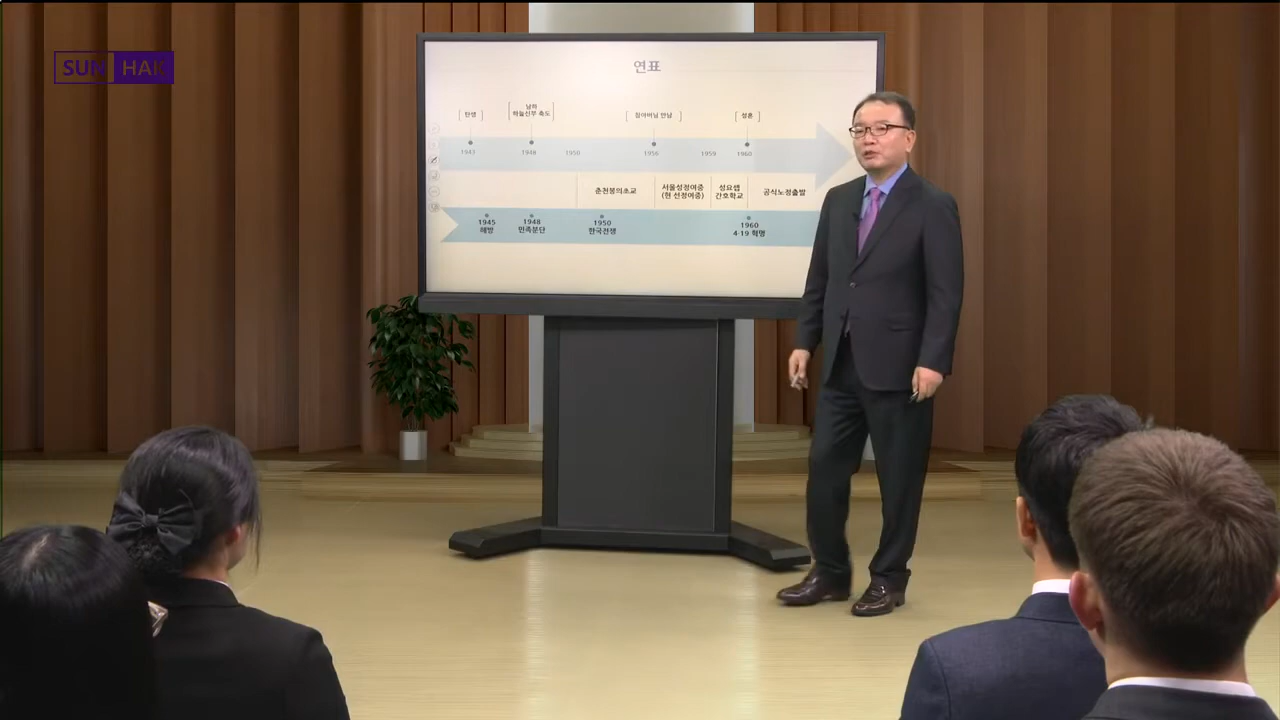 SUN HAK
연표
탄생
남하
하늘신부 축도
참아버님 만남
성혼
1943
1948
1950
1956
1959
1960
춘천봉의초교
서울성정여중
(현 선정여중)
성요셉
간호학교
공식노정출발
1945
해방
1948
민족분단
1950
한국전쟁
1960
4·19 혁명